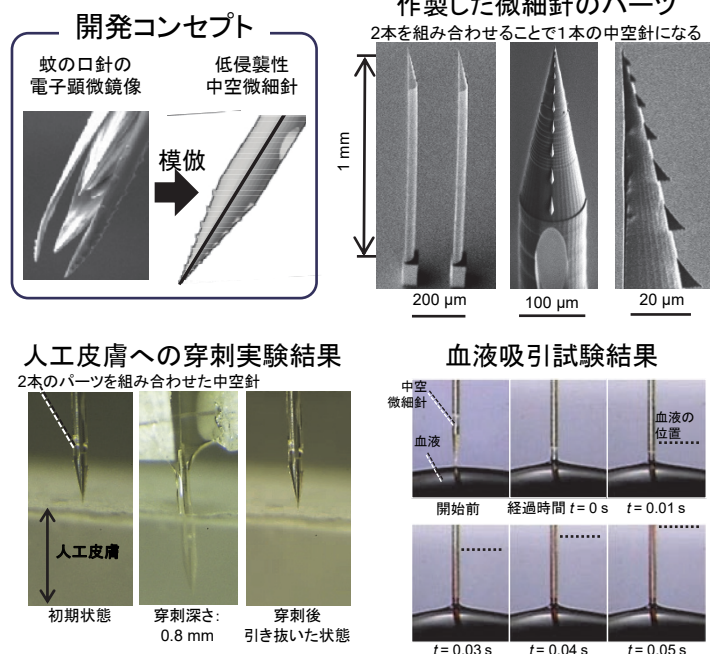 開発コンセプト
蚊の口針の
電子顕微鏡像
低侵襲性
中空微細針
模倣
作製した微細針のパーツ
2本を組み合わせることで1本の中空針になる
1 mm
200 μm
100 μm
20 μm
人工皮膚への穿刺実験結果
2本のパーツを組み合わせた中空針
人工皮膚
初期状態
穿刺深さ:
0.8 mm
穿刺後
引き抜いた状態
血液吸引試験結果
中空
微細針
血液
血液の
位置
開始前
経過時間 t = 0 s
t = 0.01 s
t = 0.03 s
t = 0.04 s
t = 0.05 s